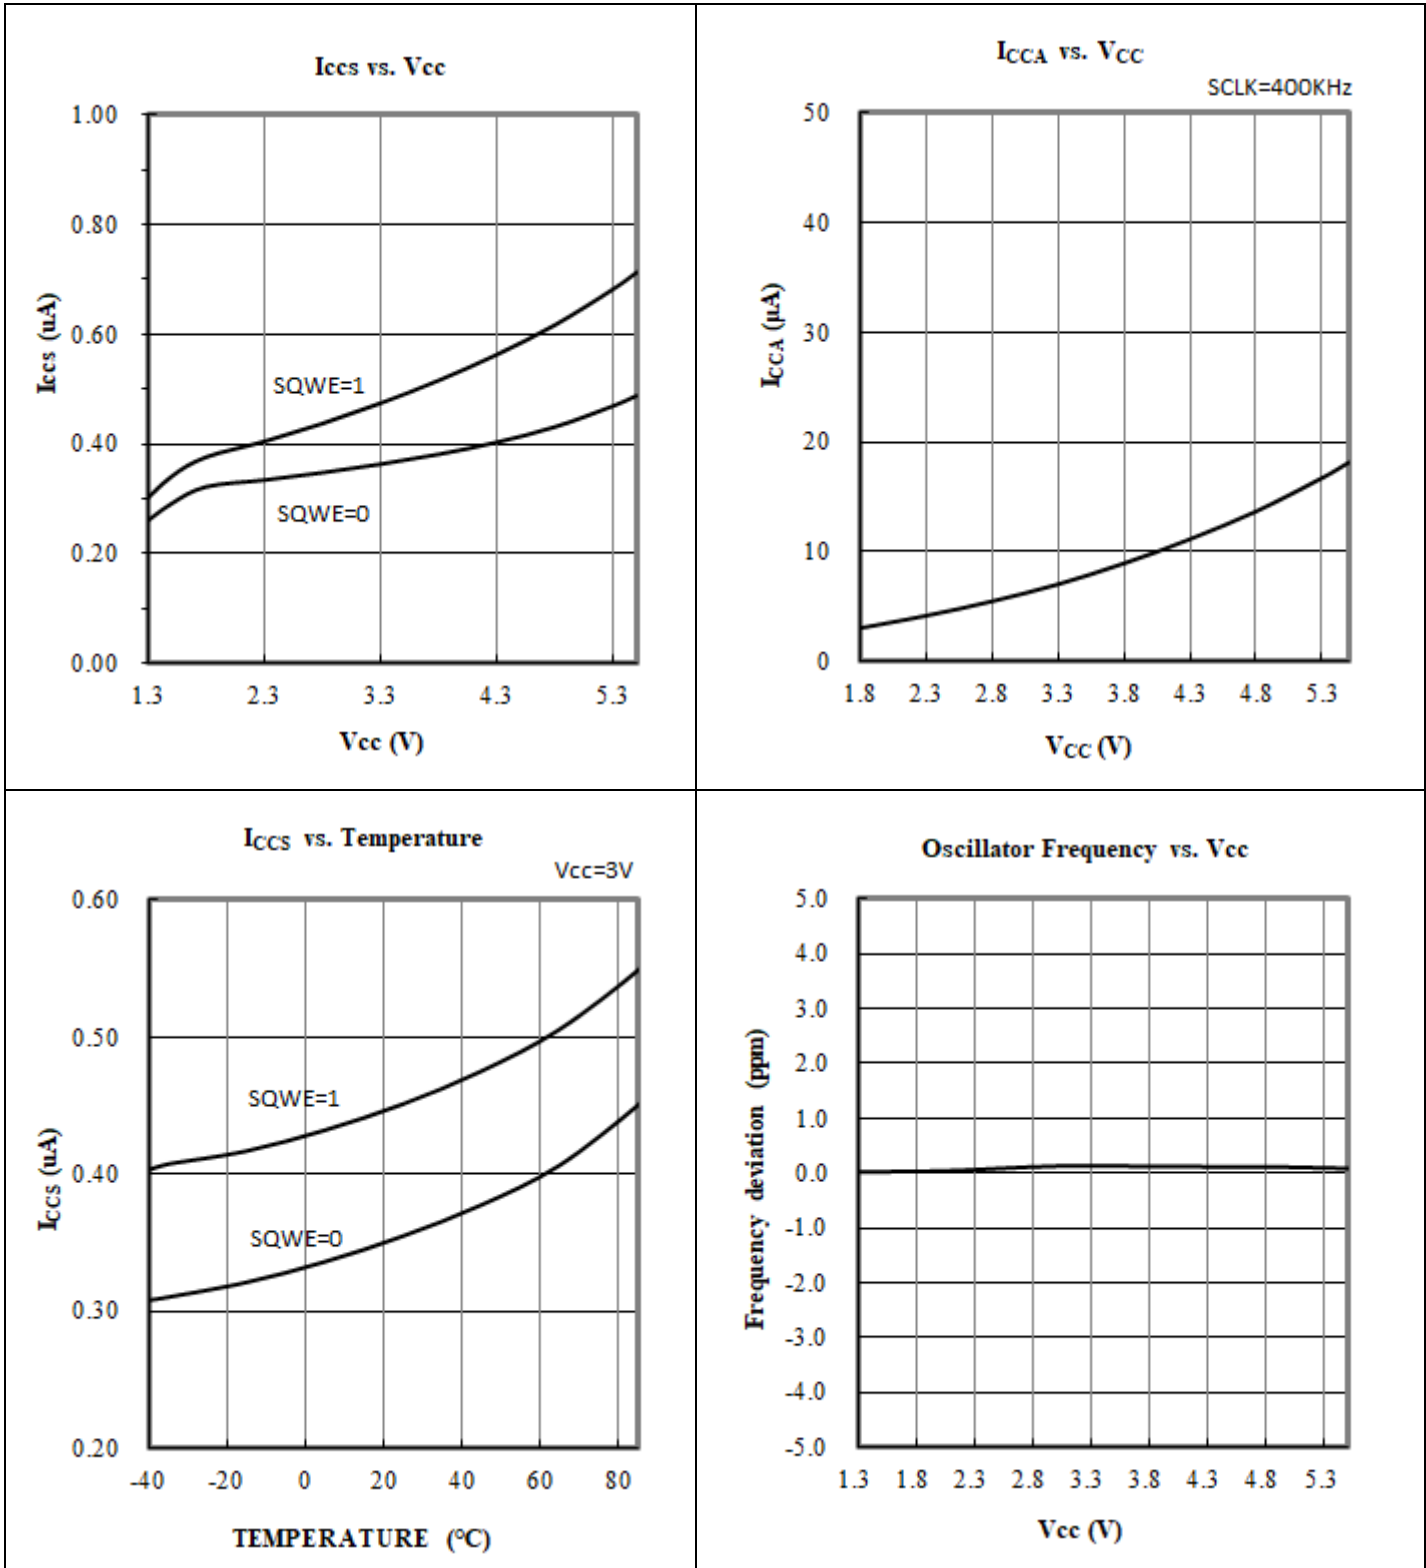 Iccs vs. Vcc
1.00
0.80
0.60
0.40
0.20
0.00
Iccs (uA)
SQWE=1
SQWE=0
1.3 2.3 3.3 4.3 5.3
Vcc (V)
ICCA vs. VCC
SCLK=400KHz
50
40
30
20
10
0
ICCA (µA)
1.8 2.3 2.8 3.3 3.8 4.3 4.8 5.3
VCC (V)
ICCS vs. Temperature
Vcc=3V
0.60
0.50
0.40
0.30
0.20
ICCS (uA)
SQWE=1
SQWE=0
-40 -20 0 20 40 60 80
TEMPERATURE (°C)
Oscillator Frequency vs. Vcc
5.0
4.0
3.0
2.0
1.0
0.0
-1.0
-2.0
-3.0
-4.0
-5.0
Frequency deviation (ppm)
1.3 1.8 2.3 2.8 3.3 3.8 4.3 4.8 5.3
Vcc (V)